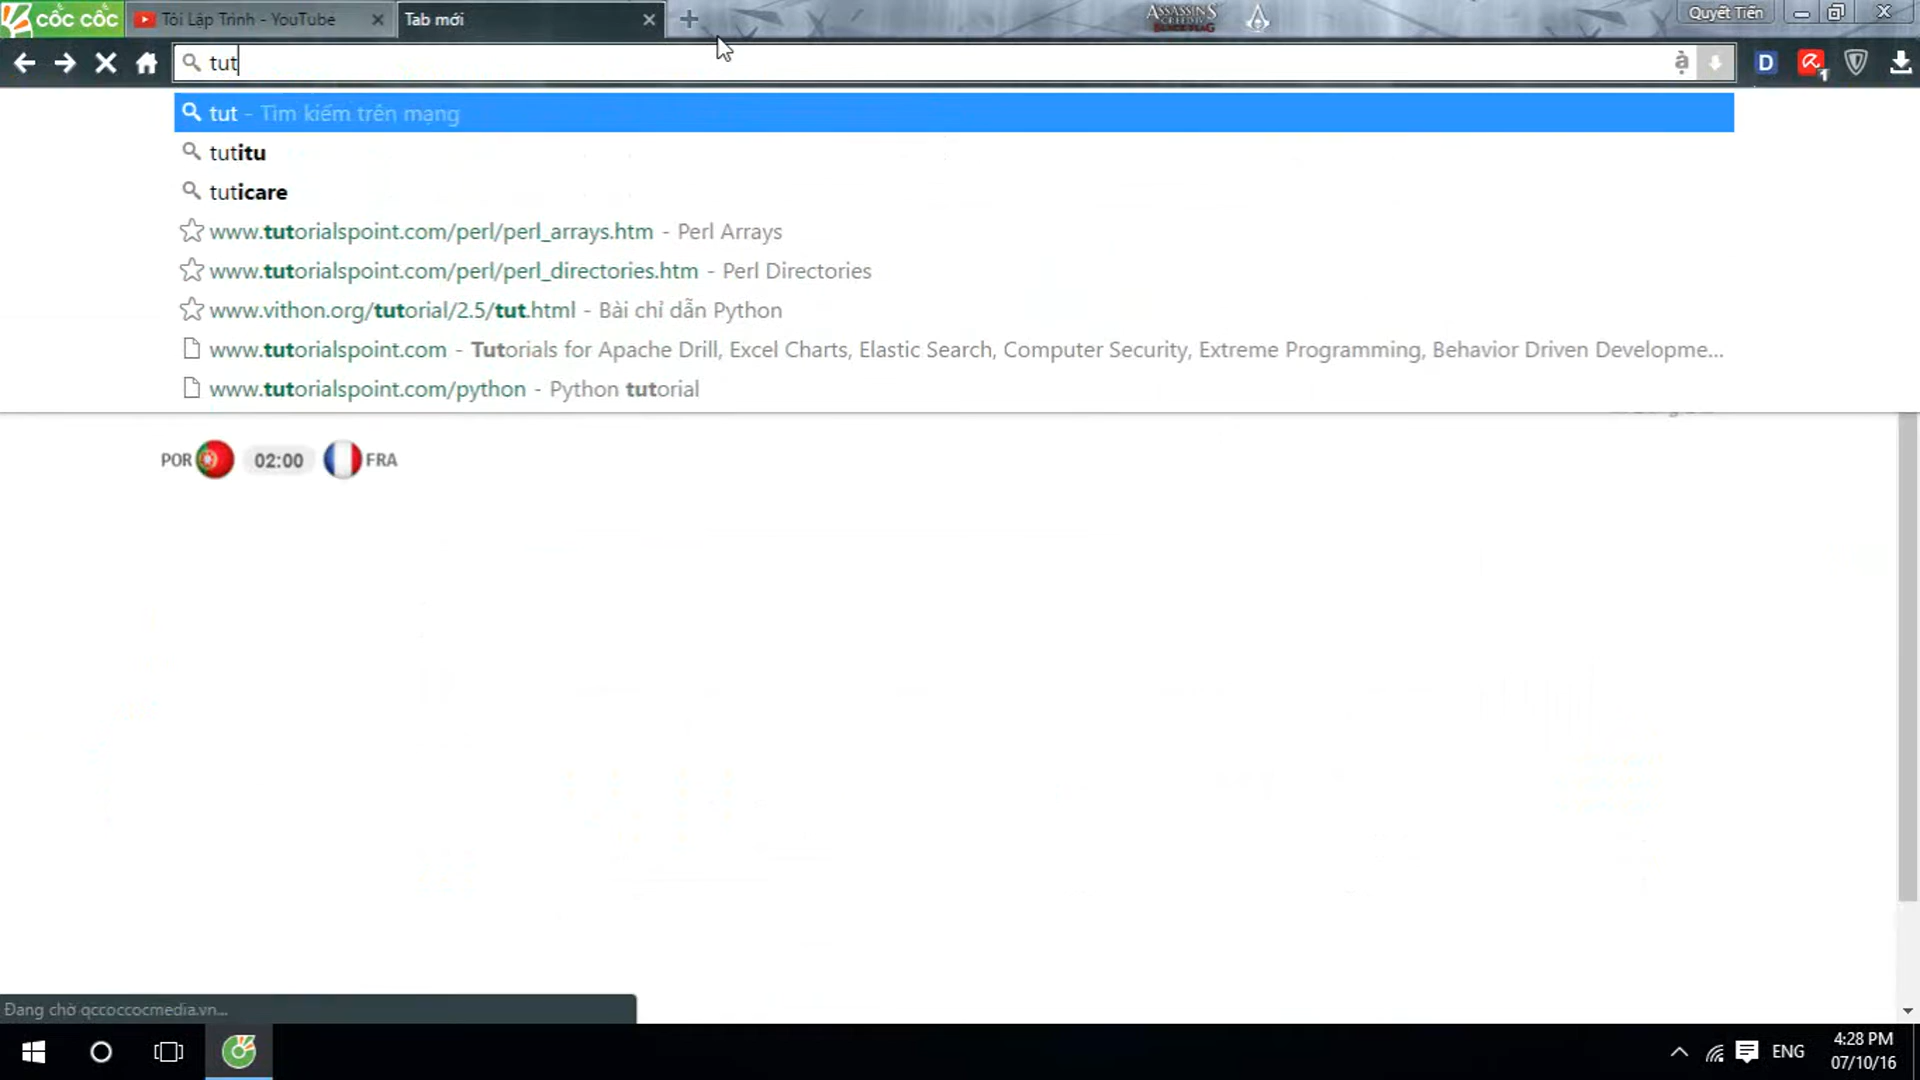 cốc cốc
Tôi Lập Trình - YouTube
Tab mới
ASSASSIN'S
Quyết Tiến
tut
D
1
tut - Tìm kiếm trên mạng
tutitu
tuticare
www.tutorialspoint.com/perl/perl_arrays.htm - Perl Arrays
www.tutorialspoint.com/perl/perl_directories.htm - Perl Directories
www.vithon.org/tutorial/2.5/tut.html - Bài chỉ dẫn Python
www.tutorialspoint.com - Tutorials for Apache Drill, Excel Charts, Elastic Search, Computer Security, Extreme Programming, Behavior Driven Developme...
www.tutorialspoint.com/python - Python tutorial
POR 02:00 FRA
Đang chờ qccoccocmedia.vn...
ENG
4:28 PM
07/10/16